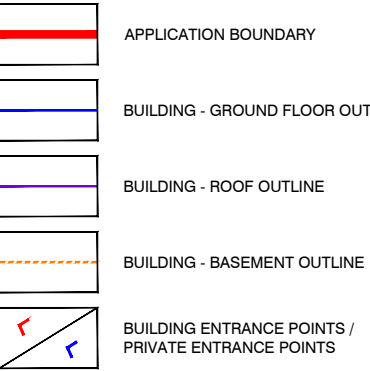 APPLICATION BOUNDARY
BUILDING - GROUND FLOOR OUT
BUILDING - ROOF OUTLINE
BUILDING - BASEMENT OUTLINE
BUILDING ENTRANCE POINTS /
PRIVATE ENTRANCE POINTS